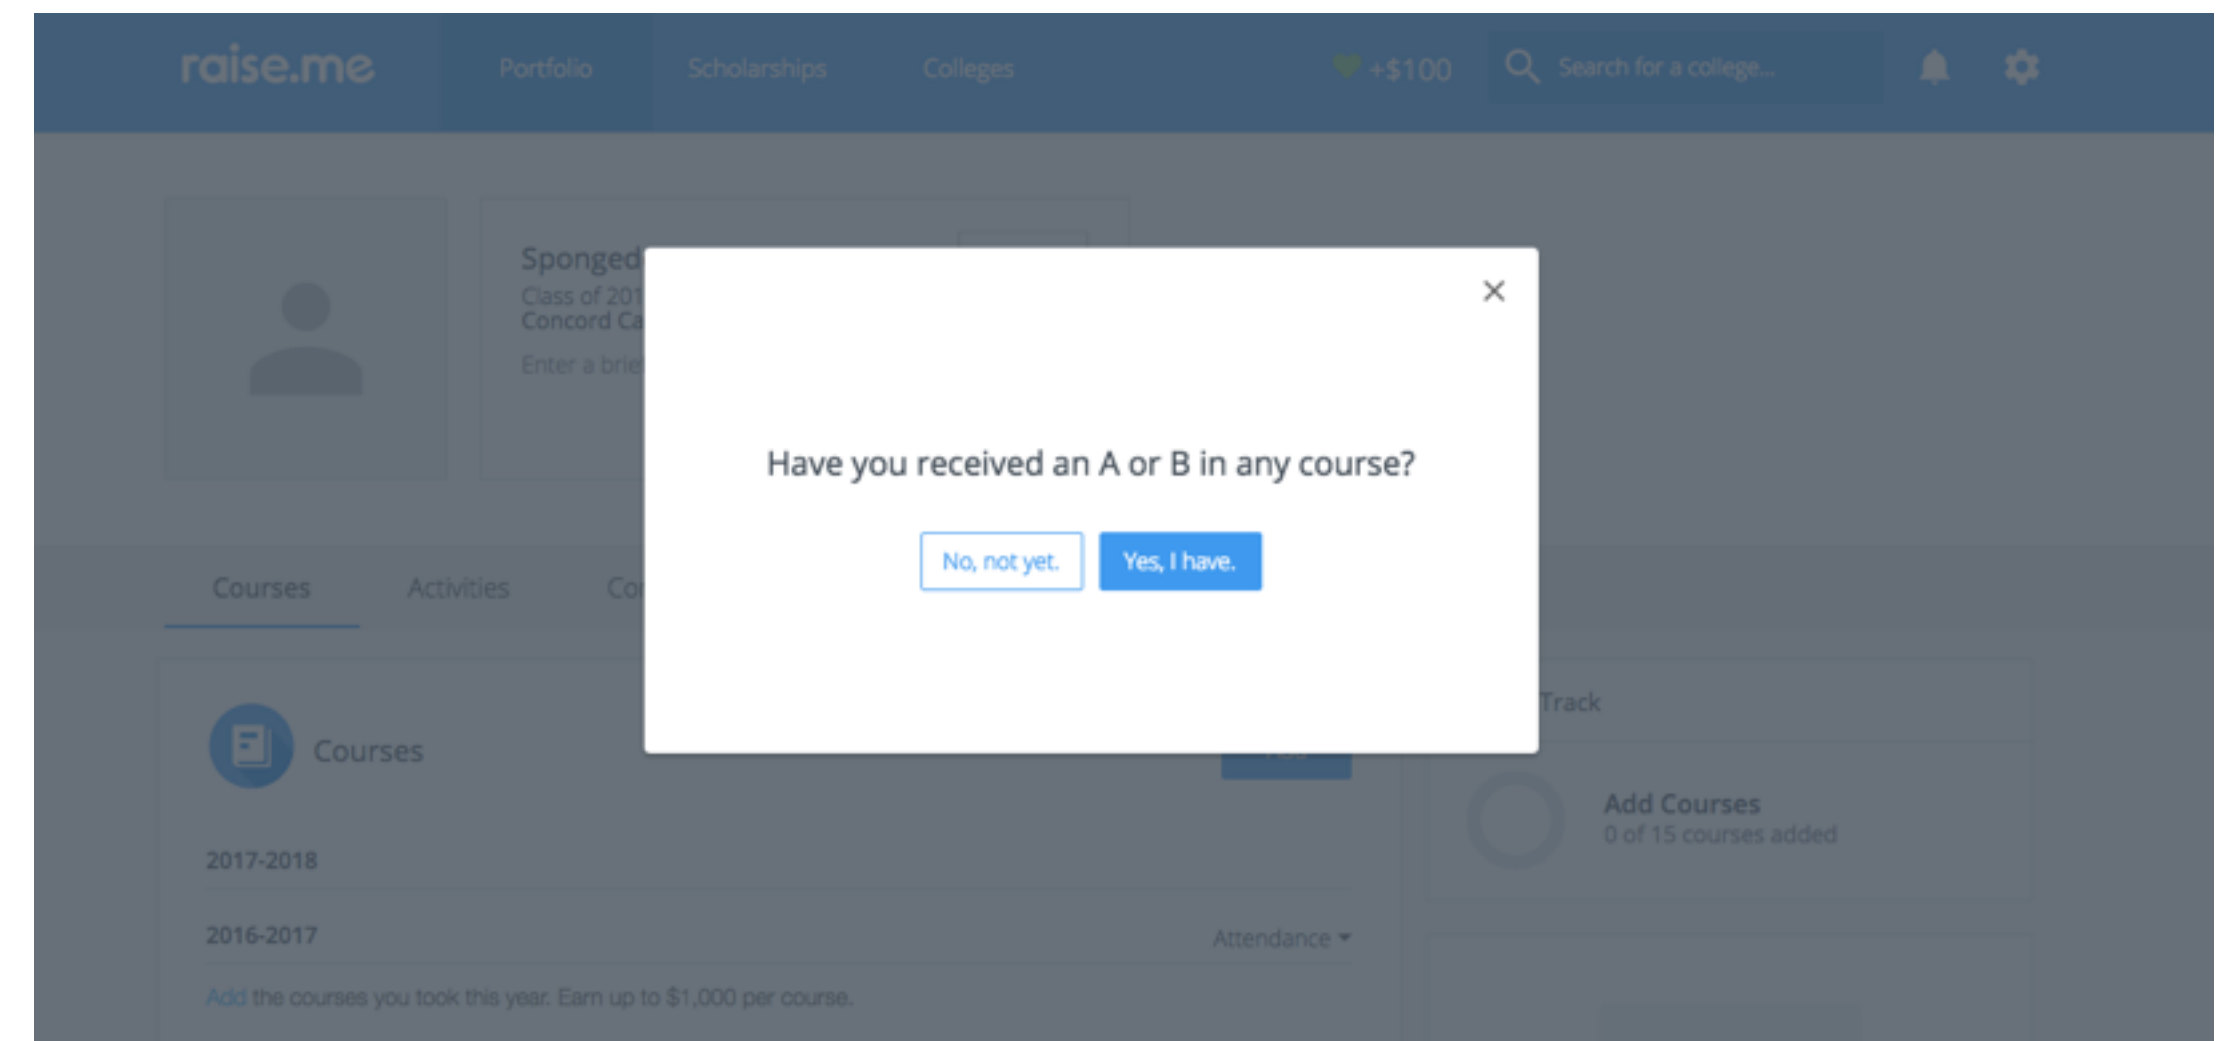 raise.me Portfolio Scholarships Colleges +$100 Search for a college...
Sponged
Class of 201
Concord Ca
Enter a brie
Have you received an A or B in any course?
No, not yet. Yes, I have.
Courses Activities Co
Courses
Track
Add Courses
0 of 15 courses added
2017-2018
2016-2017 Attendance
Add the courses you took this year. Earn up to $1,000 per course.